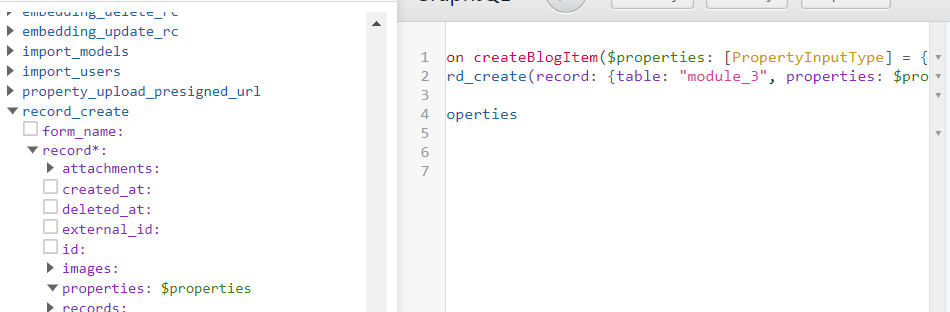 embedding_delete_rc
embedding_update_rc
import_models
import_users
property_upload_presigned_url
record_create
form_name:
record*:
attachments:
created_at:
deleted_at:
external_id:
id:
images:
properties: $properties
records:
1 on createBlogItem($properties: [PropertyInputType] = {
2 rd_create(record: {table: "module_3", properties: $pro
3
4 operties
5
6
7